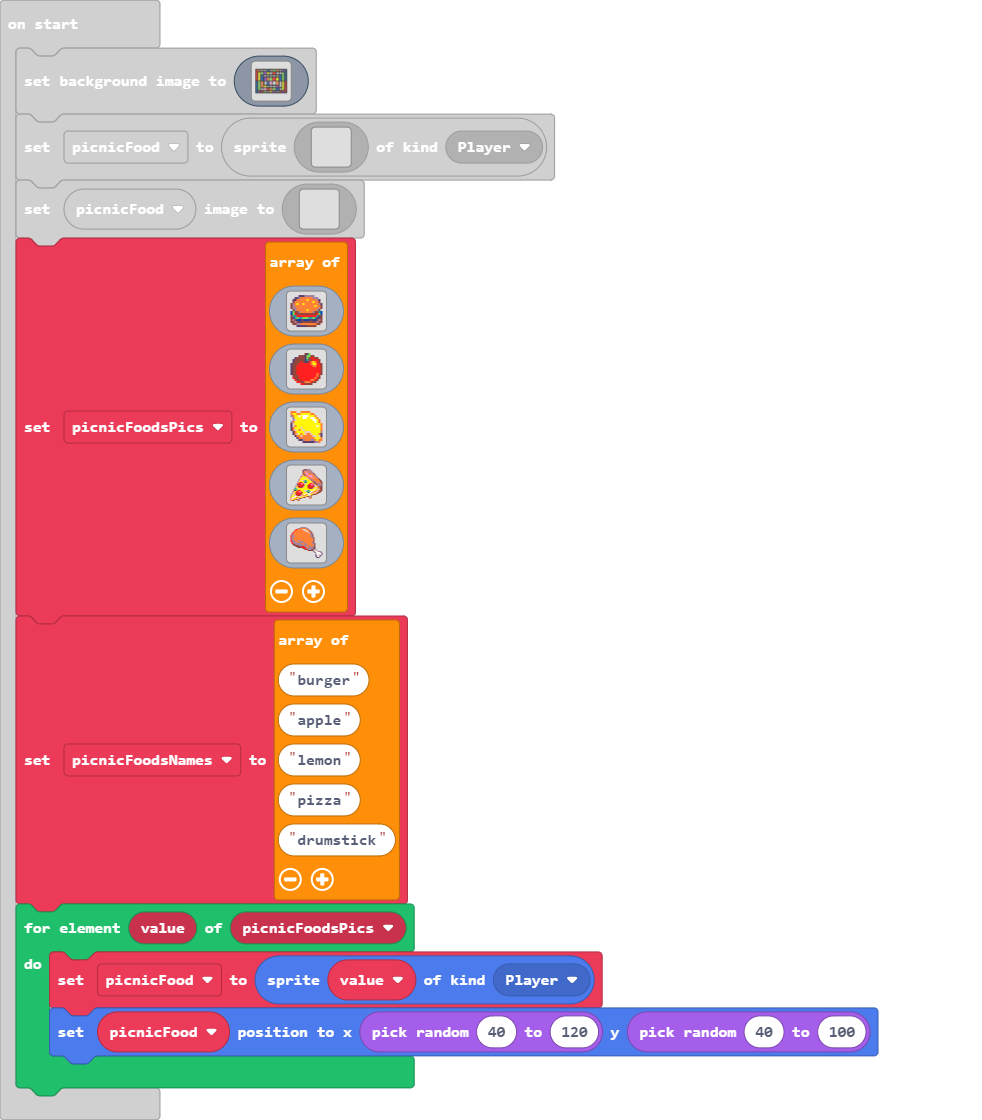 on start
set background image to
set picnicFood to sprite of kind Player
set picnicFood image to
array of
set picnicFoodsPics to
array of
"burger"
"apple"
"lemon"
set picnicFoodsNames to
"pizza"
"drumstick"
for element value of picnicFoodsPics
do
set picnicFood to sprite value of kind Player
set picnicFood position to x pick random 40 to 120 y pick random 40 to 100